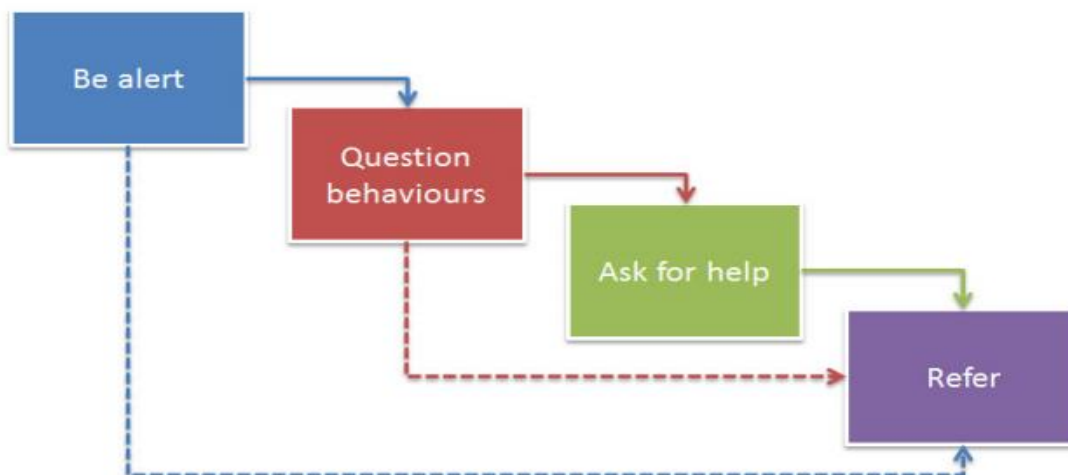 Be alert
Question
behaviours
Ask for help
Refer